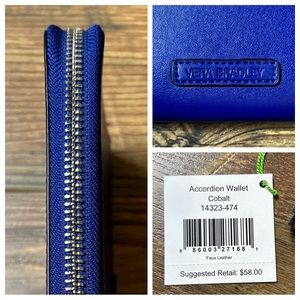 VERA BRADLEY
Accordion Wallet
Cobalt
14323-474
8 86003 27168 1
Faux Leather
Suggested Retail: $58.00